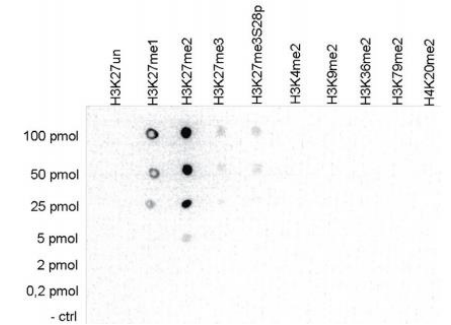 H3K27un
H3K27me1
H3K27me2
H3K27me3
H3K27me3S28p
H3K4me2
H3K9me2
H3K36me2
H3K79me2
H4K20me2
100 pmol
50 pmol
25 pmol
5 pmol
2 pmol
0,2 pmol
- ctrl